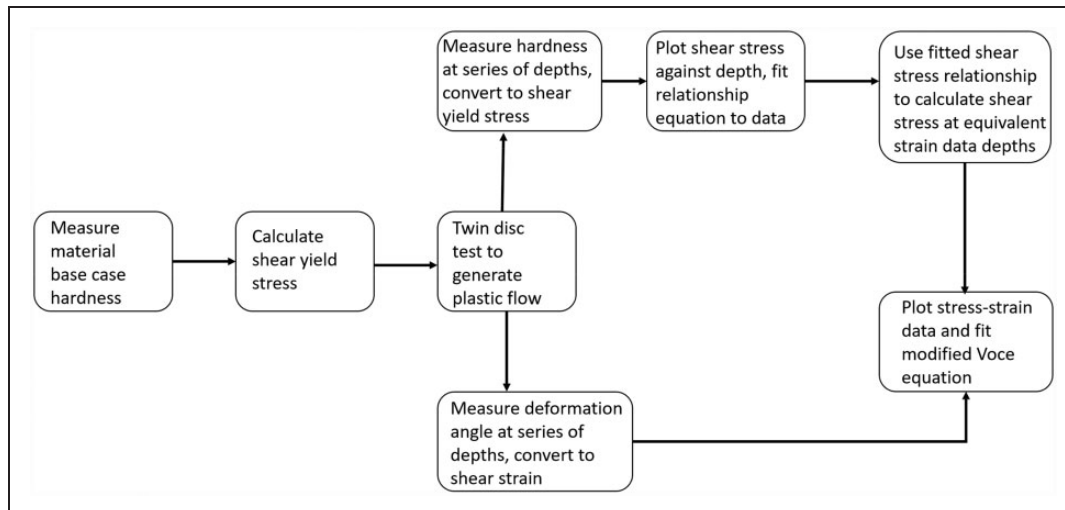 Measure material
base case
hardness
Calculate
shear yield
stress
Twin disc
test to
generate
plastic flow
Measure hardness
at series of depths,
convert to shear
yield stress
Plot shear stress
against depth, fit
relationship
equation to data
Use fitted shear
stress relationship
to calculate shear
stress at equivalent
strain data depths
Measure deformation
angle at series of
depths, convert to
shear strain
Plot stress-strain
data and fit
modified Voce
equation